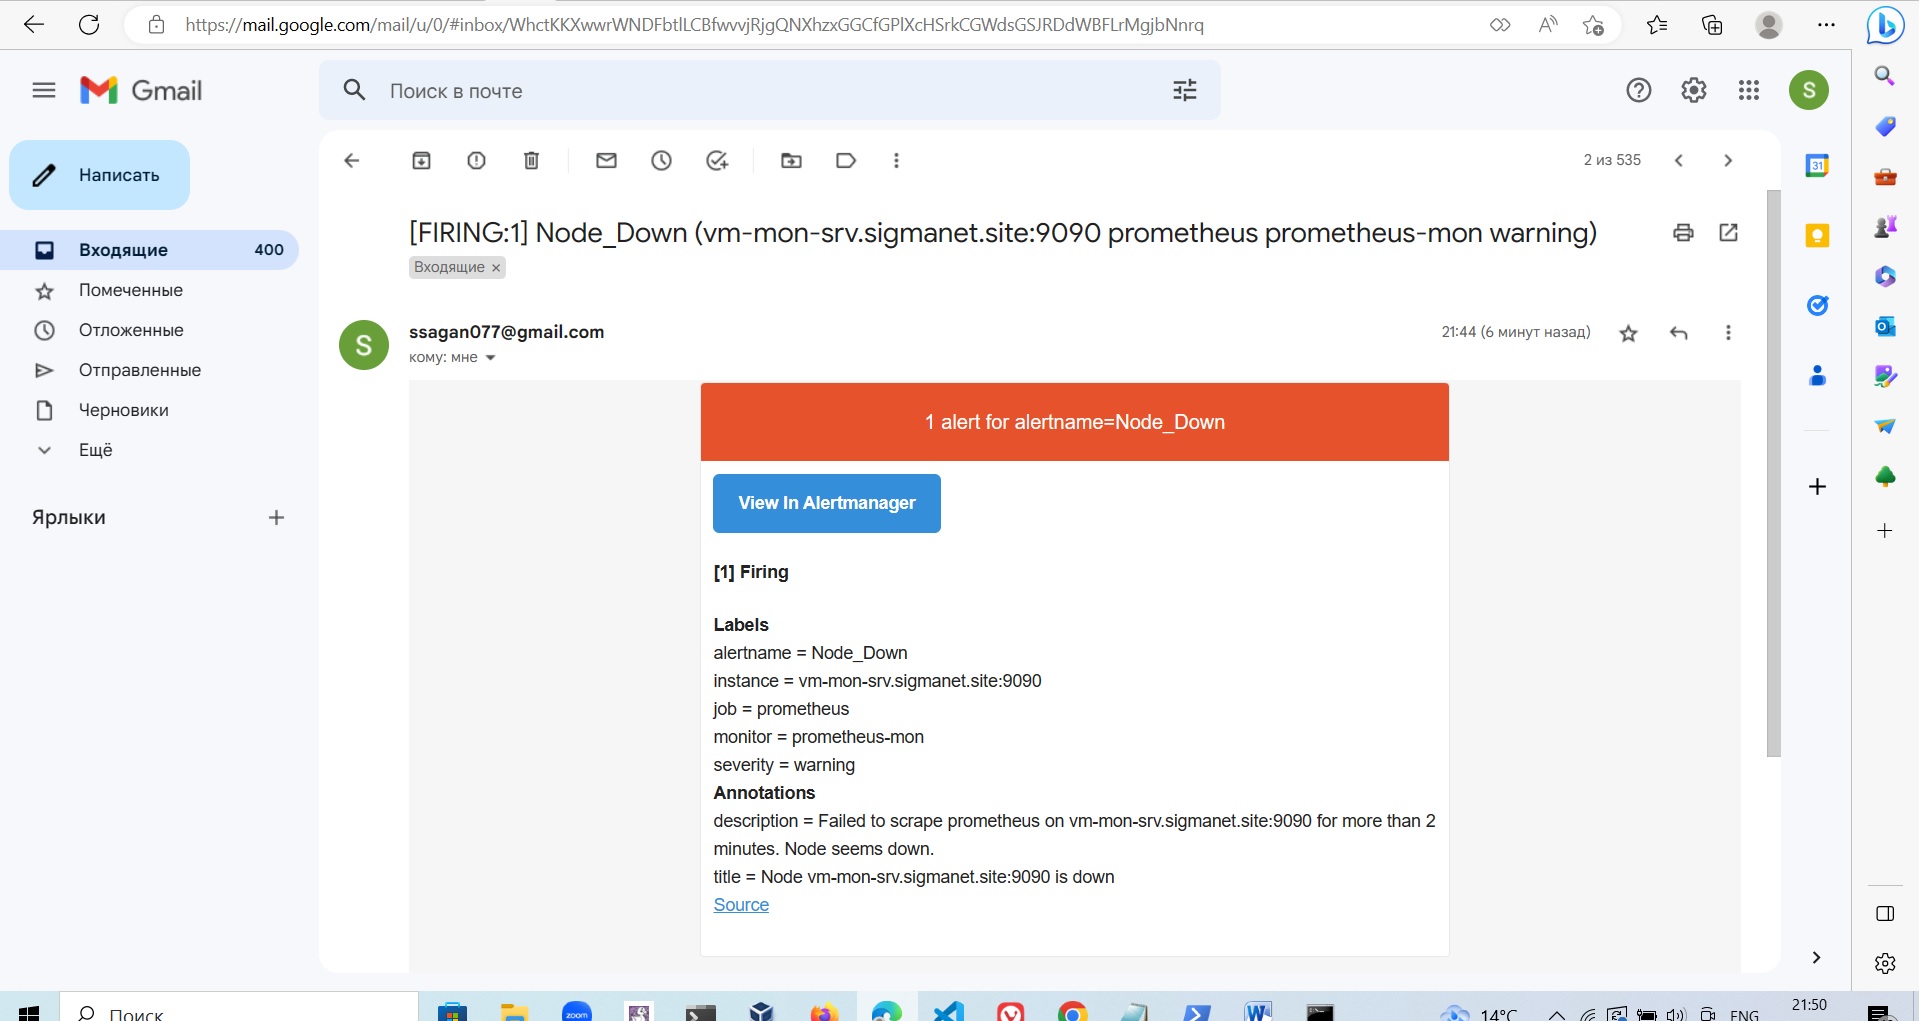 https://mail.google.com/mail/u/0/#inbox/WhctKKXwwrWNDFbtlLCBfwvvjRjgQNXhzxGGCfGPlXcHSrkCGWdsGSJRDdWBFLrMgjbNnrq
Gmail
Поиск в почте
S
Написать
2 из 535
31
[FIRING:1] Node_Down (vm-mon-srv.sigmanet.site:9090 prometheus prometheus-mon warning)
Входящие 400
Входящие ×
Помеченные
Отложенные
Отправленные
Черновики
Ещё
Ярлыки
S
ssagan077@gmail.com
21:44 (6 минут назад)
кому: мне
1 alert for alertname=Node_Down
View In Alertmanager
[1] Firing
Labels
alertname = Node_Down
instance = vm-mon-srv.sigmanet.site:9090
job = prometheus
monitor = prometheus-mon
severity = warning
Annotations
description = Failed to scrape prometheus on vm-mon-srv.sigmanet.site:9090 for more than 2
minutes. Node seems down.
title = Node vm-mon-srv.sigmanet.site:9090 is down
Source
Поиск
zoom
14°C
ENG
21:50